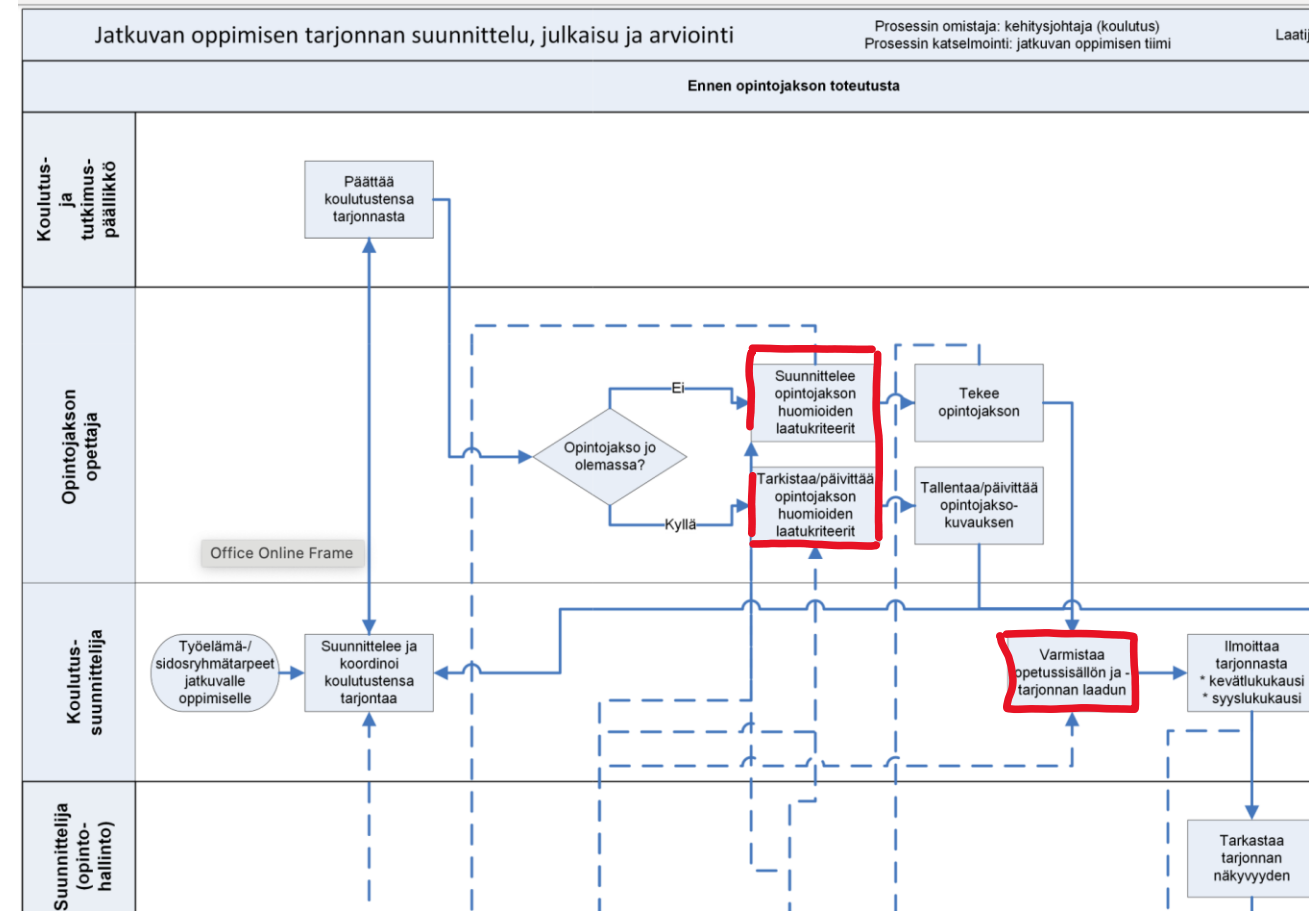 Jatkuvan oppimisen tarjonnan suunnittelu, julkaisu ja arviointi
Prosessin omistaja: kehitysjohtaja (koulutus)
Prosessin katselmointi: jatkuvan oppimisen tiimi
Laatij
Ennen opintojakson toteutusta
Koulutus-
ja
tutkimus-
päällikkö
Päättää
koulutustensa
tarjonnasta
Opintojakson
opettaja
Opintojakso jo
olemassa?
Ei
Kyllä
Suunnittelee
opintojakson
huomioiden
laatukriteerit
Tekee
opintojakson
Tarkistaa/päivittää
opintojakson
huomioiden
laatukriteerit
Tallentaa/päivittää
opintojakso-
kuvauksen
Office Online Frame
Koulutus-
suunnittelija
Työelämä-/
sidosryhmätarpeet
jatkuvalle
oppimiselle
Suunnittelee ja
koordinoi
koulutustensa
tarjontaa
Varmistaa
opetussisällön ja -
tarjonnan laadun
Ilmoittaa
tarjonnasta
* kevätlukukausi
* syyslukukausi
Suunnittelija
(opinto-
hallinto)
Tarkastaa
tarjonnan
näkyvyyden